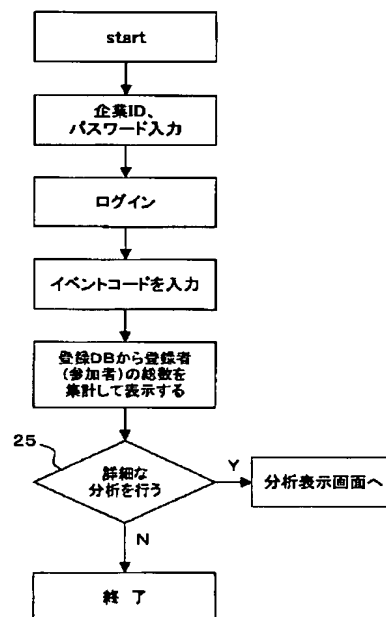 start
企業ID、
パスワード入力
ログイン
イベントコードを入力
登録DBから登録者
(参加者)の総数を
集計して表示する
25
詳細な
分析を行う
Y
分析表示画面へ
N
終 了